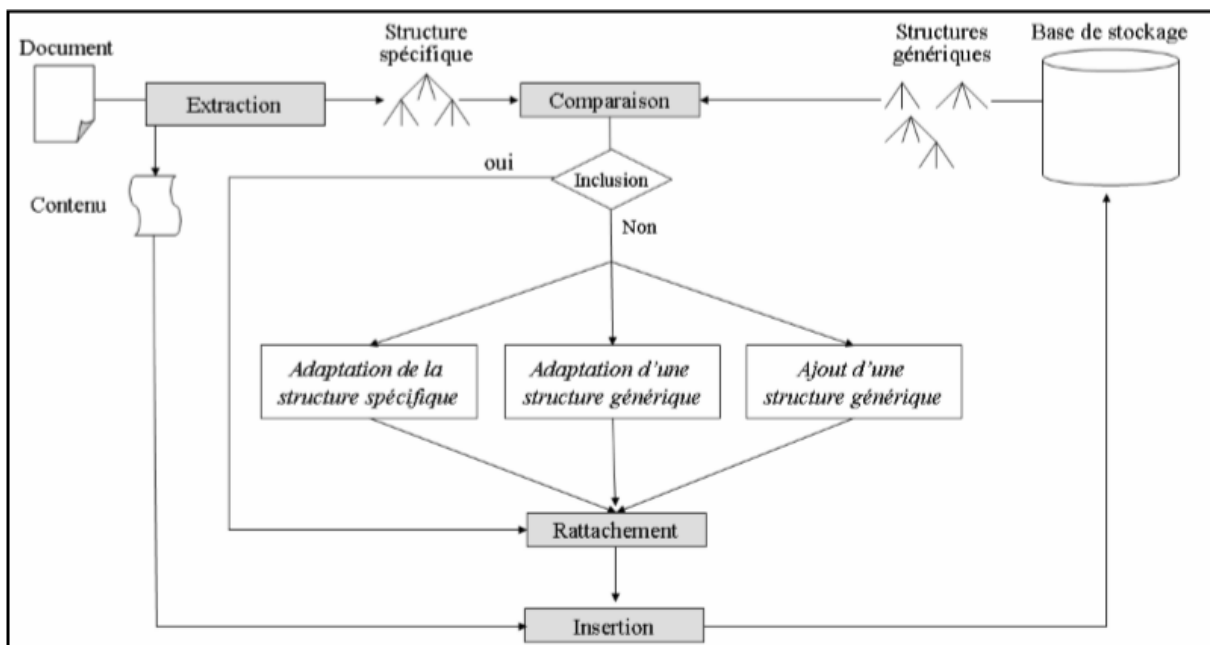 Document
Structure
spécifique
Structures
génériques
Base de stockage
Extraction
Comparaison
oui
Inclusion
Contenu
Non
Adaptation de la
structure spécifique
Adaptation d'une
structure générique
Ajout d'une
structure générique
Rattachement
Insertion